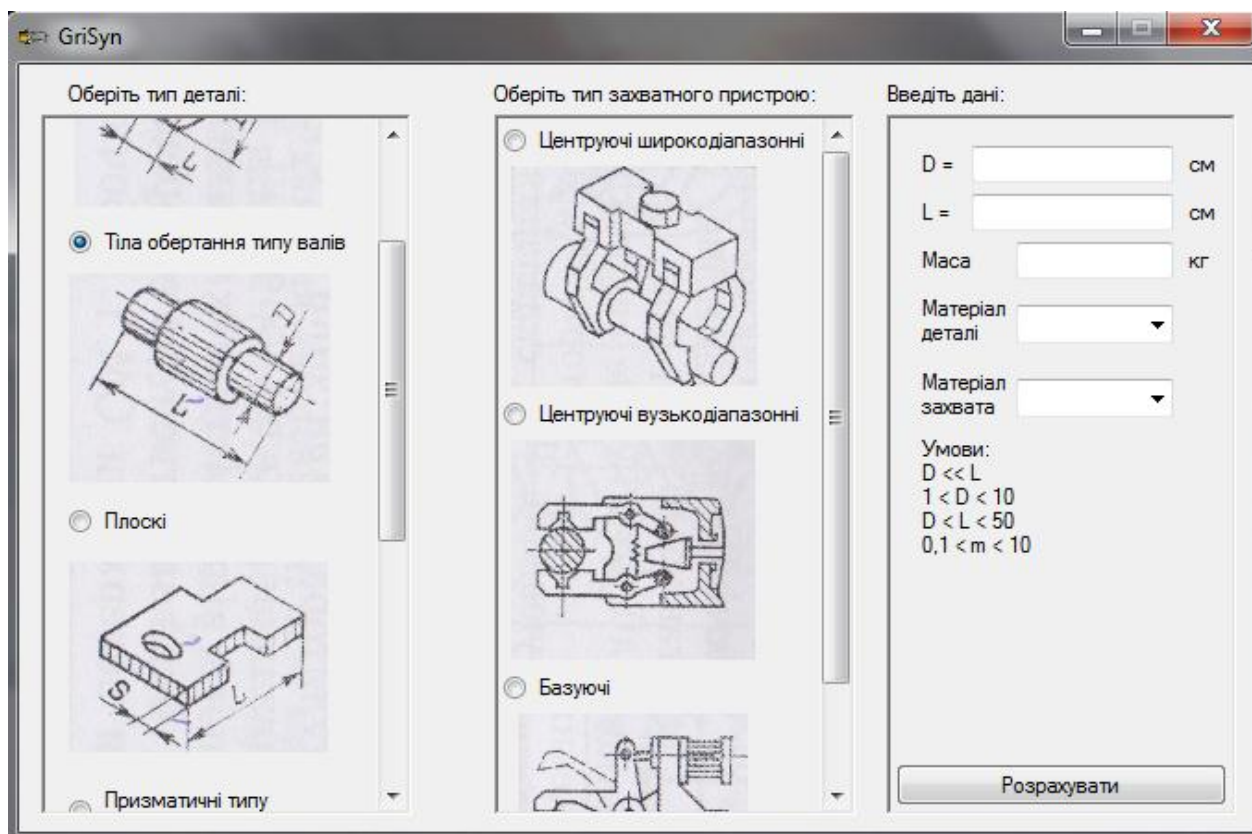 GriSyn
Оберіть тип деталі:
L
Тіла обертання типу валів
D
L
Плоскі
S
L
Призматичні типу
Оберіть тип захватного пристрою:
Центруючі широкодіапазонні
Центруючі вузькодіапазонні
Базуючі
Введіть дані:
D = см
L = см
Маса кг
Матеріал
деталі
Матеріал
захвата
Умови:
D << L
1 < D < 10
D < L < 50
0,1 < m < 10
Розрахувати